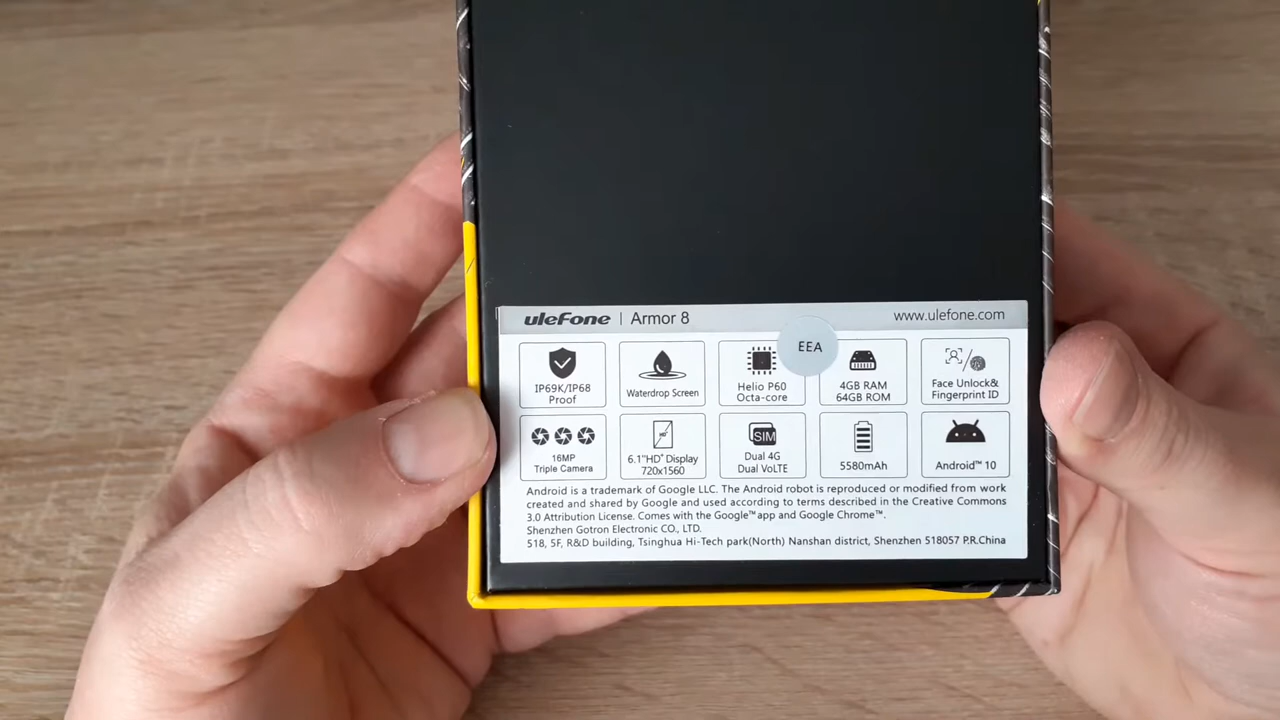 uleFone | Armor 8 www.ulefone.com
EEA
IP69K/IP68
Proof
Waterdrop Screen
Helio P60
Octa-core
4GB RAM
64GB ROM
Face Unlock&
Fingerprint ID
16MP
Triple Camera
6.1"HD+ Display
720x1560
SIM
Dual 4G
Dual VoLTE
5580mAh
Android™ 10
Android is a trademark of Google LLC. The Android robot is reproduced or modified from work
created and shared by Google and used according to terms described in the Creative Commons
3.0 Attribution License. Comes with the Google™app and Google Chrome™.
Shenzhen Gotron Electronic CO., LTD.
518, 5F, R&D building, Tsinghua Hi-Tech park(North) Nanshan district, Shenzhen 518057 P.R.China